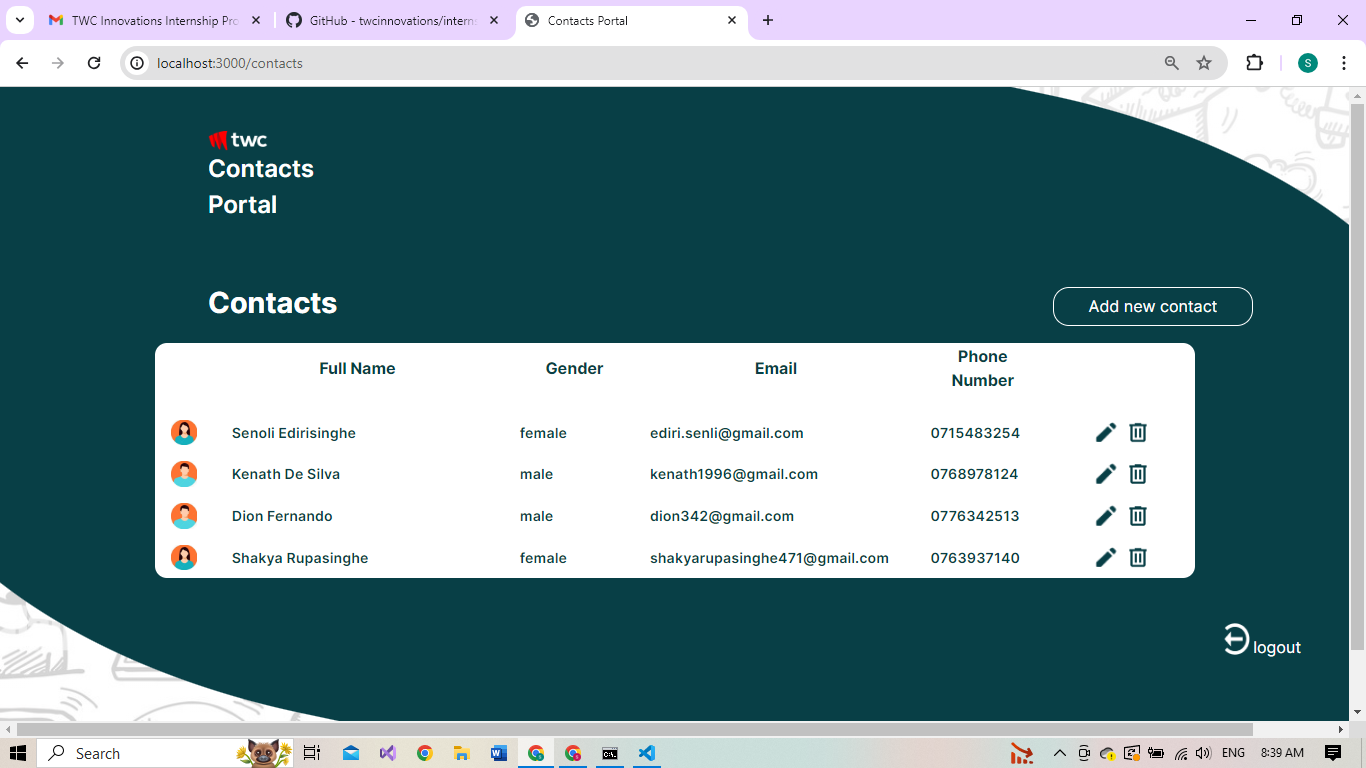 TWC Innovations Internship Pro
GitHub - twcinnovations/intern
Contacts Portal
localhost:3000/contacts
S
twc
Contacts
Portal
Contacts
Add new contact
Full Name Gender Email Phone Number
Senoli Edirisinghe female ediri.senli@gmail.com 0715483254
Kenath De Silva male kenath1996@gmail.com 0768978124
Dion Fernando male dion342@gmail.com 0776342513
Shakya Rupasinghe female shakyarupasinghe471@gmail.com 0763937140
logout
Search
ENG
8:39 AM